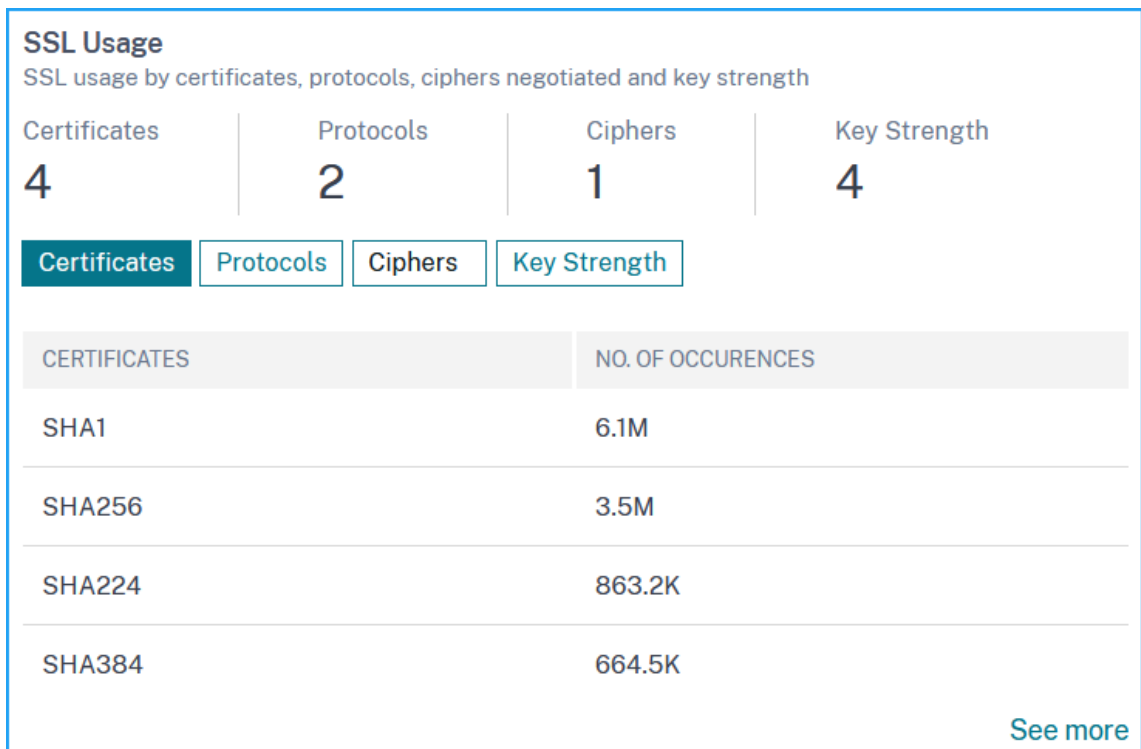 SSL Usage
SSL usage by certificates, protocols, ciphers negotiated and key strength
Certificates Protocols Ciphers Key Strength
4 2 1 4
Certificates Protocols Ciphers Key Strength
CERTIFICATES NO. OF OCCURENCES
SHA1 6.1M
SHA256 3.5M
SHA224 863.2K
SHA384 664.5K
See more